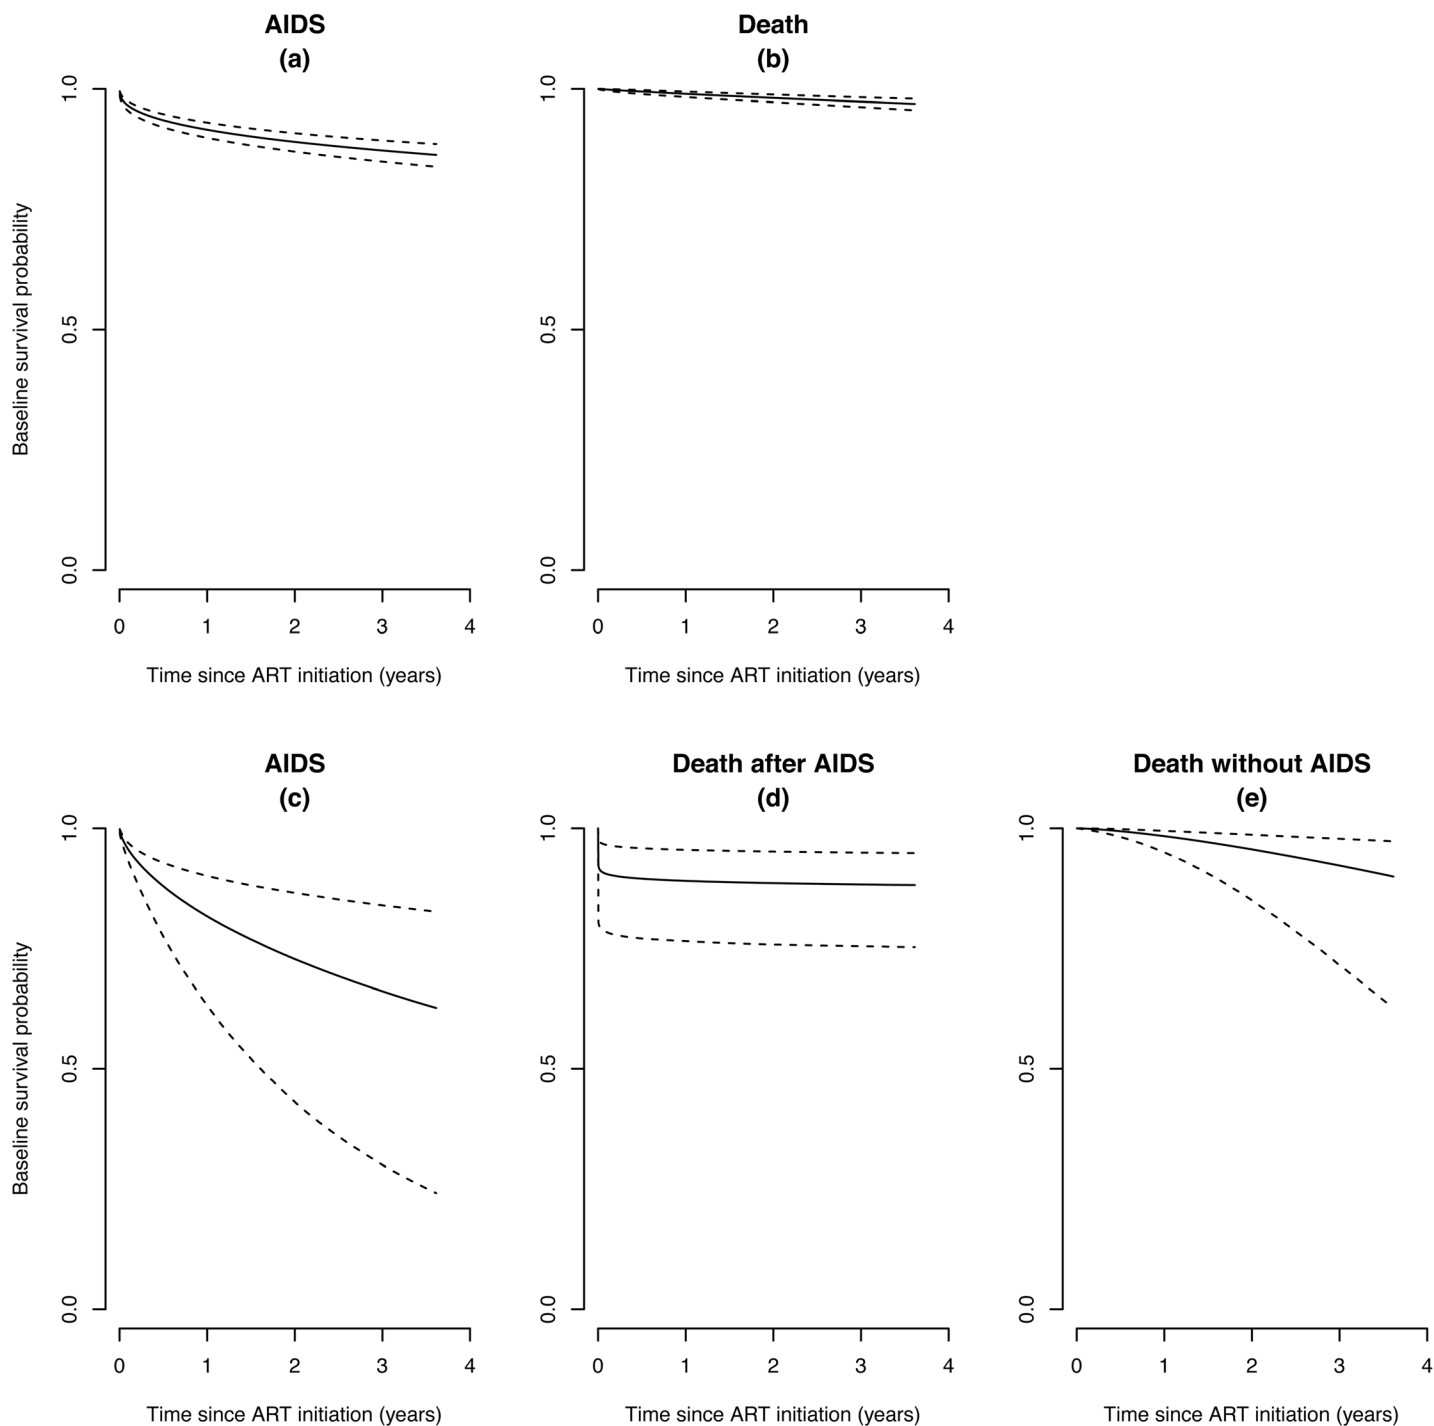 AIDS
(a)
Death
(b)
Baseline survival probability
1.0
0.5
0.0
1.0
0.5
0.0
0 1 2 3 4
0 1 2 3 4
Time since ART initiation (years)
Time since ART initiation (years)
AIDS
(c)
Death after AIDS
(d)
Death without AIDS
(e)
Baseline survival probability
1.0
0.5
0.0
1.0
0.5
0.0
1.0
0.5
0.0
0 1 2 3 4
0 1 2 3 4
0 1 2 3 4
Time since ART initiation (years)
Time since ART initiation (years)
Time since ART initiation (years)